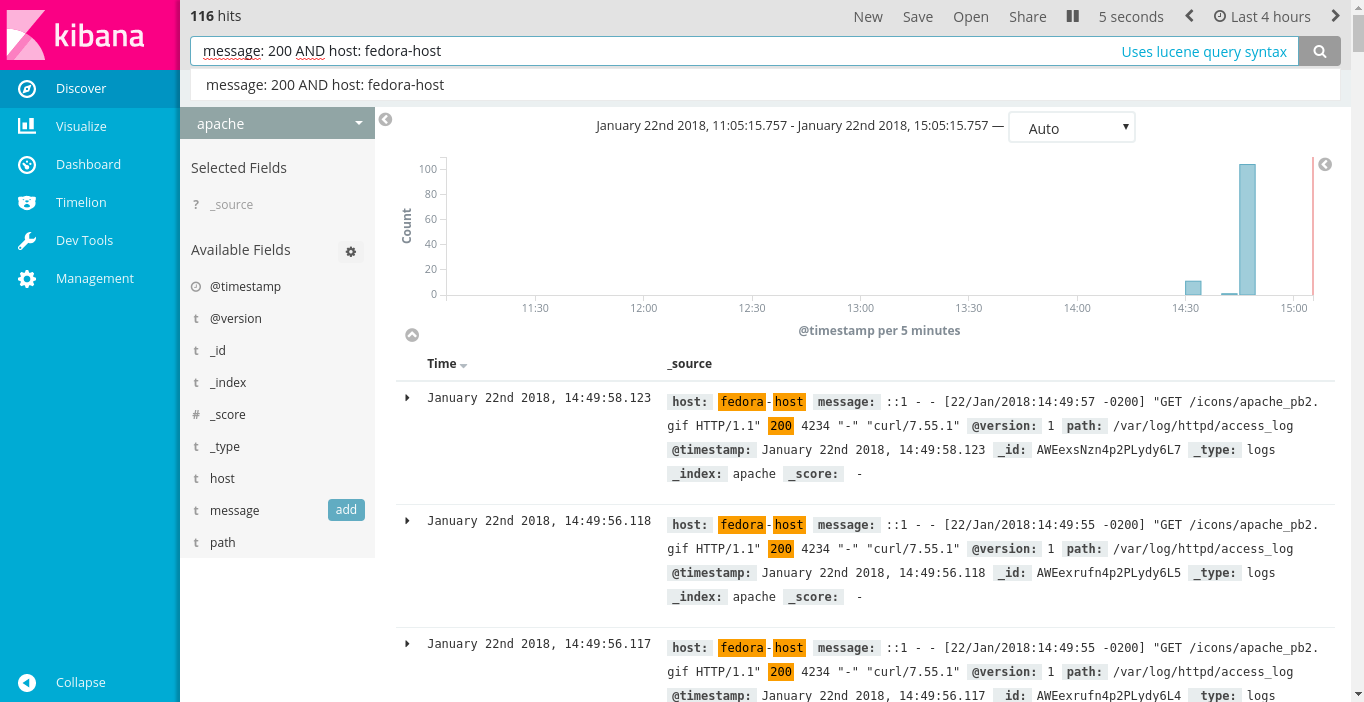 kibana
Discover
Visualize
Dashboard
Timelion
Dev Tools
Management
Collapse
116 hits
New Save Open Share 5 seconds Last 4 hours
message: 200 AND host: fedora-host Uses lucene query syntax
message: 200 AND host: fedora-host
apache
Selected Fields
? _source
Available Fields
@timestamp
t @version
t _id
t _index
# _score
t _type
t host
t message add
t path
January 22nd 2018, 11:05:15.757 - January 22nd 2018, 15:05:15.757 — Auto
Count
100
80
60
40
20
0
11:30 12:00 12:30 13:00 13:30 14:00 14:30 15:00
@timestamp per 5 minutes
Time _source
January 22nd 2018, 14:49:58.123 host: fedora-host message: ::1 - - [22/Jan/2018:14:49:57 -0200] "GET /icons/apache_pb2.
gif HTTP/1.1" 200 4234 "-" "curl/7.55.1" @version: 1 path: /var/log/httpd/access_log
@timestamp: January 22nd 2018, 14:49:58.123 _id: AWEexsNzn4p2PLydy6L7 _type: logs
_index: apache _score: -
January 22nd 2018, 14:49:56.118 host: fedora-host message: ::1 - - [22/Jan/2018:14:49:55 -0200] "GET /icons/apache_pb2.
gif HTTP/1.1" 200 4234 "-" "curl/7.55.1" @version: 1 path: /var/log/httpd/access_log
@timestamp: January 22nd 2018, 14:49:56.118 _id: AWEexrufn4p2PLydy6L5 _type: logs
_index: apache _score: -
January 22nd 2018, 14:49:56.117 host: fedora-host message: ::1 - - [22/Jan/2018:14:49:55 -0200] "GET /icons/apache_pb2.
gif HTTP/1.1" 200 4234 "-" "curl/7.55.1" @version: 1 path: /var/log/httpd/access_log
@timestamp: January 22nd 2018, 14:49:56.117 _id: AWEexrufn4p2PLydy6L4 _type: logs